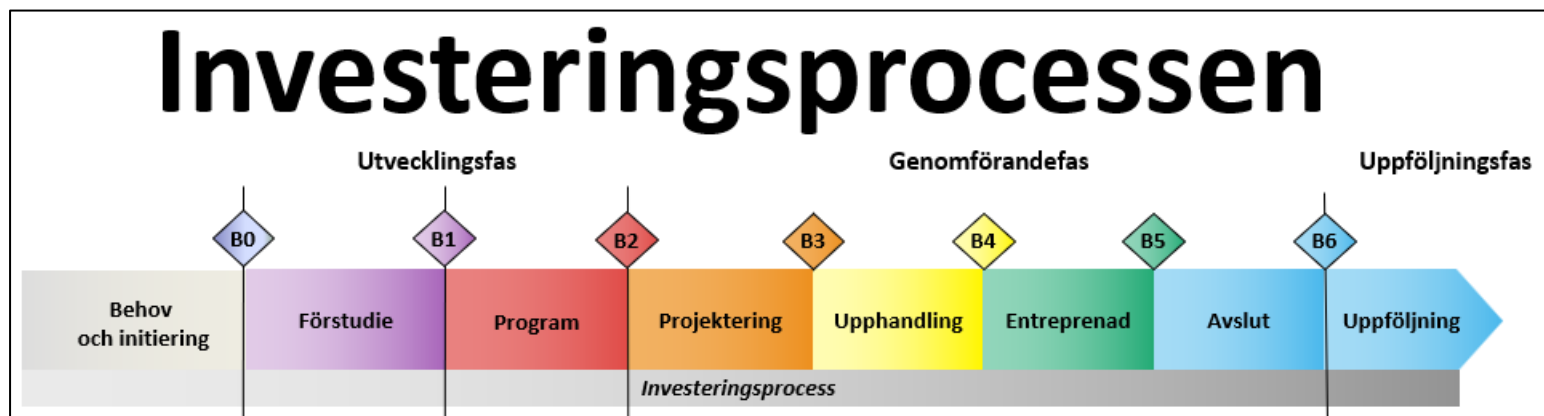 Investeringsprocessen
Utvecklingsfas
Genomförandefas
Uppföljningsfas
B0
B1
B2
B3
B4
B5
B6
Behov
och initiering
Förstudie
Program
Projektering
Upphandling
Entreprenad
Avslut
Uppföljning
Investeringsprocess